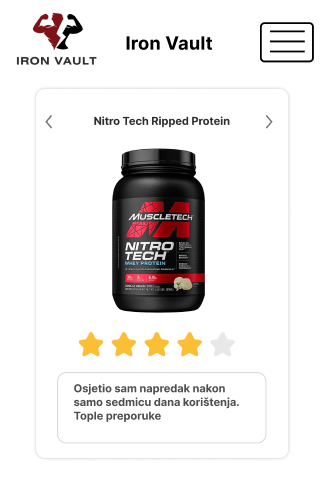 IRON VAULT
Iron Vault
Nitro Tech Ripped Protein
MUSCLETECH
NITRO
TECH
WHEY PROTEIN
Osjetio sam napredak nakon
samo sedmicu dana korištenja.
Tople preporuke